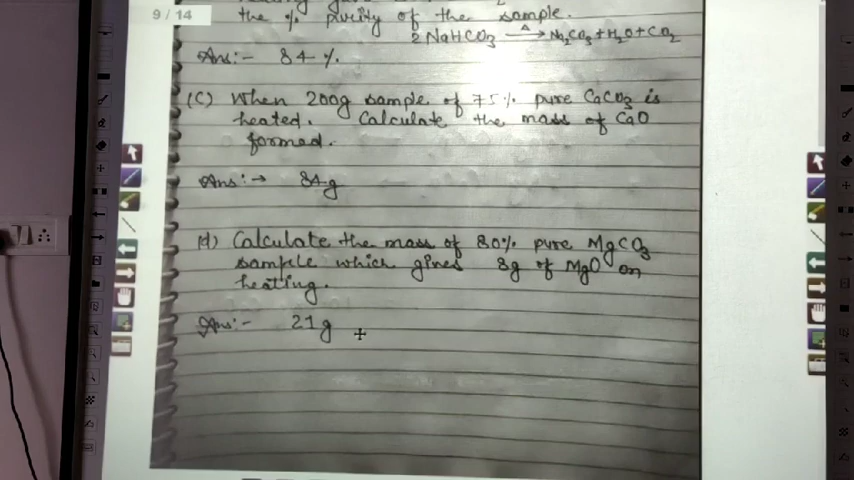 9 / 14
the % purity of the sample.
2 NaHCO3 →Δ Na2CO3 + H2O + CO2
Ans:- 84 %.
(C) When 200g sample of 75% pure CaCO3 is
heated. Calculate the mass of CaO
formed.
Ans:→ 84g
(d) Calculate the mass of 80% pure MgCO3
sample which gives 8g of MgO on
heating.
Ans:- 21g